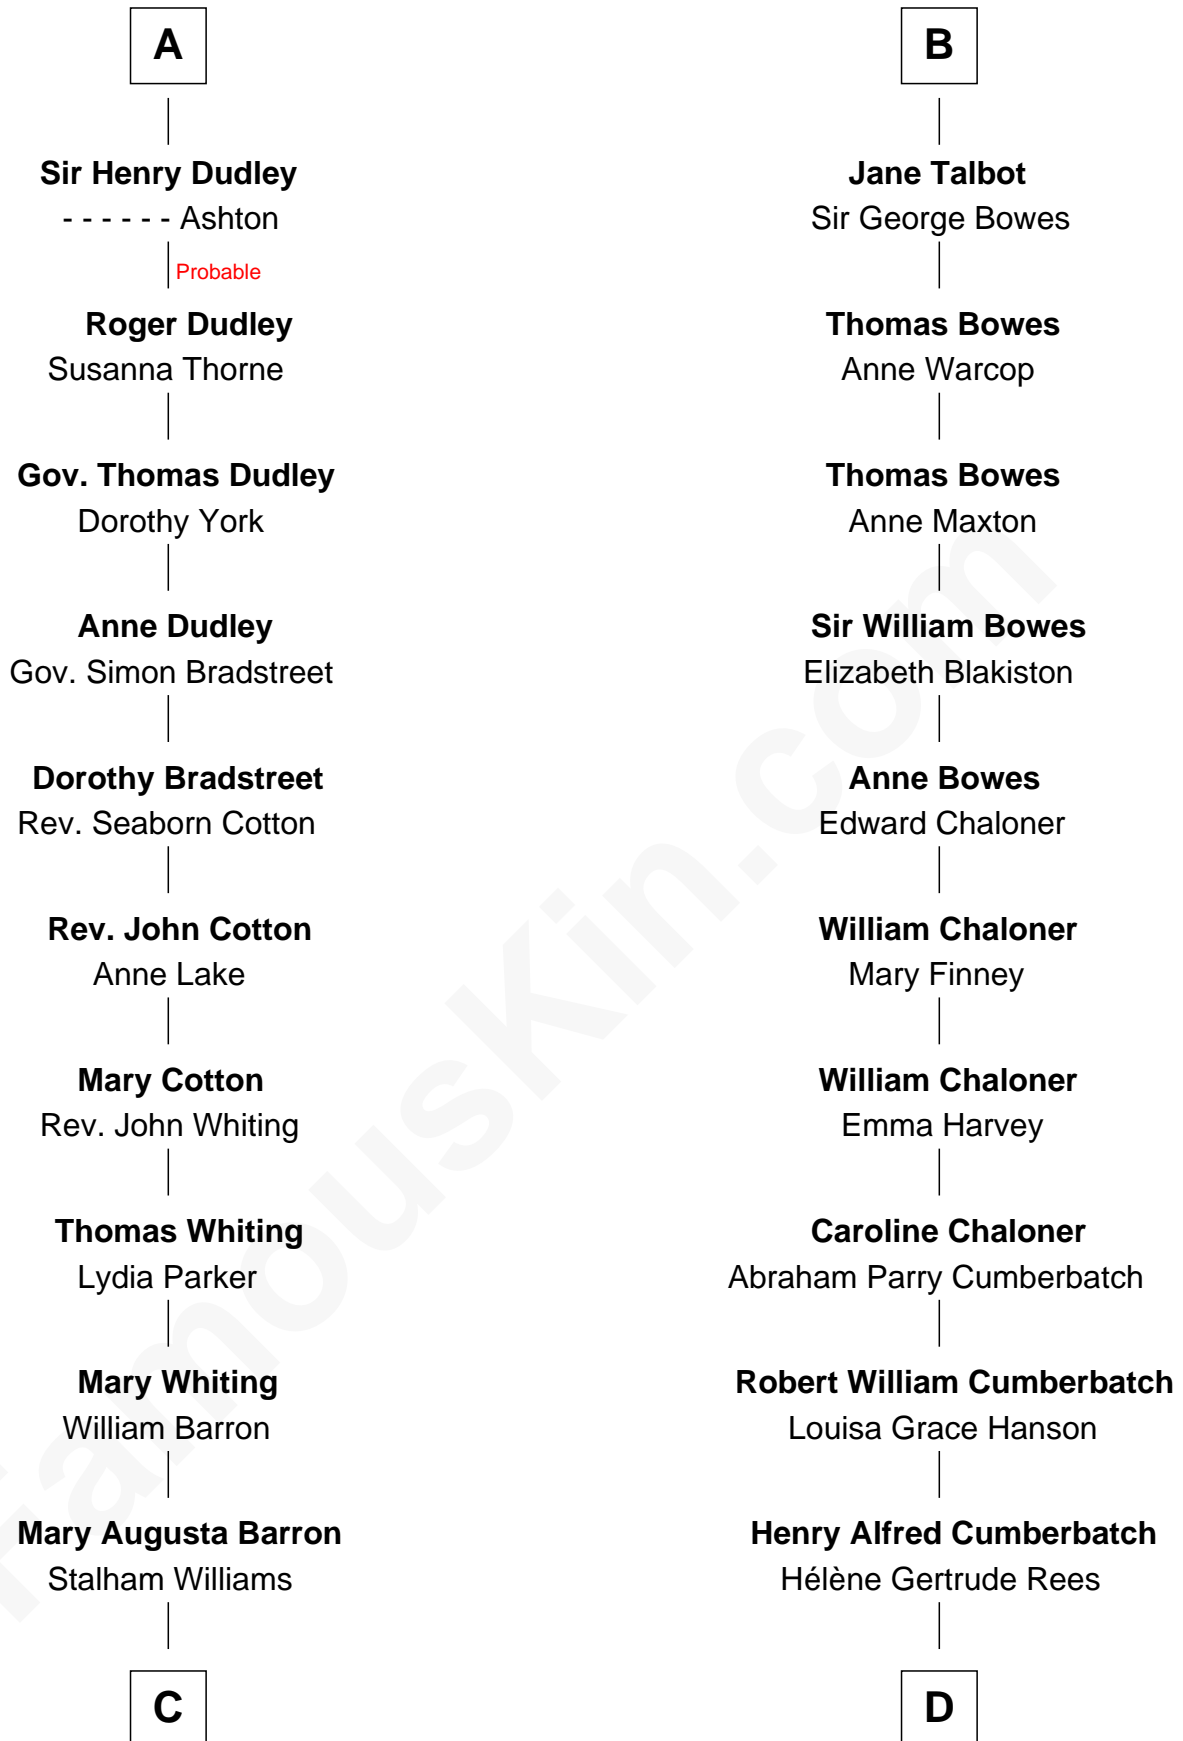 A
Sir Henry Dudley
- - - - - - Ashton
Probable
Roger Dudley
Susanna Thorne
Gov. Thomas Dudley
Dorothy York
Anne Dudley
Gov. Simon Bradstreet
Dorothy Bradstreet
Rev. Seaborn Cotton
Rev. John Cotton
Anne Lake
Mary Cotton
Rev. John Whiting
Thomas Whiting
Lydia Parker
Mary Whiting
William Barron
Mary Augusta Barron
Stalham Williams
C
B
Jane Talbot
Sir George Bowes
Thomas Bowes
Anne Warcop
Thomas Bowes
Anne Maxton
Sir William Bowes
Elizabeth Blakiston
Anne Bowes
Edward Chaloner
William Chaloner
Mary Finney
William Chaloner
Emma Harvey
Caroline Chaloner
Abraham Parry Cumberbatch
Robert William Cumberbatch
Louisa Grace Hanson
Henry Alfred Cumberbatch
Hélène Gertrude Rees
D
FamousKin.com